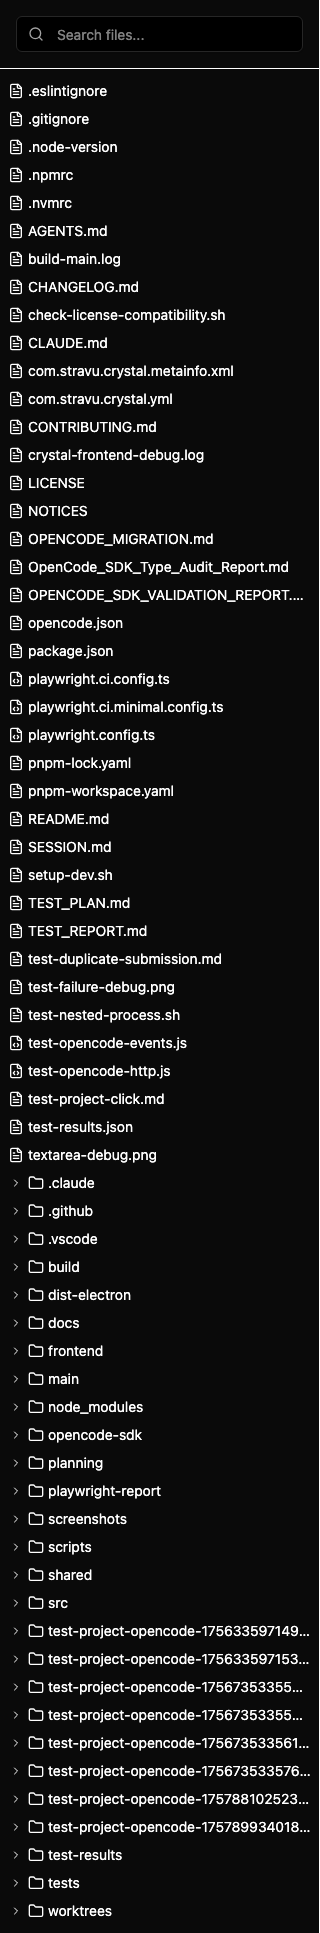 Search files...
.eslintignore
.gitignore
.node-version
.npmrc
.nvmrc
AGENTS.md
build-main.log
CHANGELOG.md
check-license-compatibility.sh
CLAUDE.md
com.stravu.crystal.metainfo.xml
com.stravu.crystal.yml
CONTRIBUTING.md
crystal-frontend-debug.log
LICENSE
NOTICES
OPENCODE_MIGRATION.md
OpenCode_SDK_Type_Audit_Report.md
OPENCODE_SDK_VALIDATION_REPORT....
opencode.json
package.json
playwright.ci.config.ts
playwright.ci.minimal.config.ts
playwright.config.ts
pnpm-lock.yaml
pnpm-workspace.yaml
README.md
SESSION.md
setup-dev.sh
TEST_PLAN.md
TEST_REPORT.md
test-duplicate-submission.md
test-failure-debug.png
test-nested-process.sh
test-opencode-events.js
test-opencode-http.js
test-project-click.md
test-results.json
textarea-debug.png
.claude
.github
.vscode
build
dist-electron
docs
frontend
main
node_modules
opencode-sdk
planning
playwright-report
screenshots
scripts
shared
src
test-project-opencode-175633597149...
test-project-opencode-175633597153...
test-project-opencode-17567353355...
test-project-opencode-17567353355...
test-project-opencode-175673533561...
test-project-opencode-175673533576...
test-project-opencode-175788102523...
test-project-opencode-175789934018...
test-results
tests
worktrees